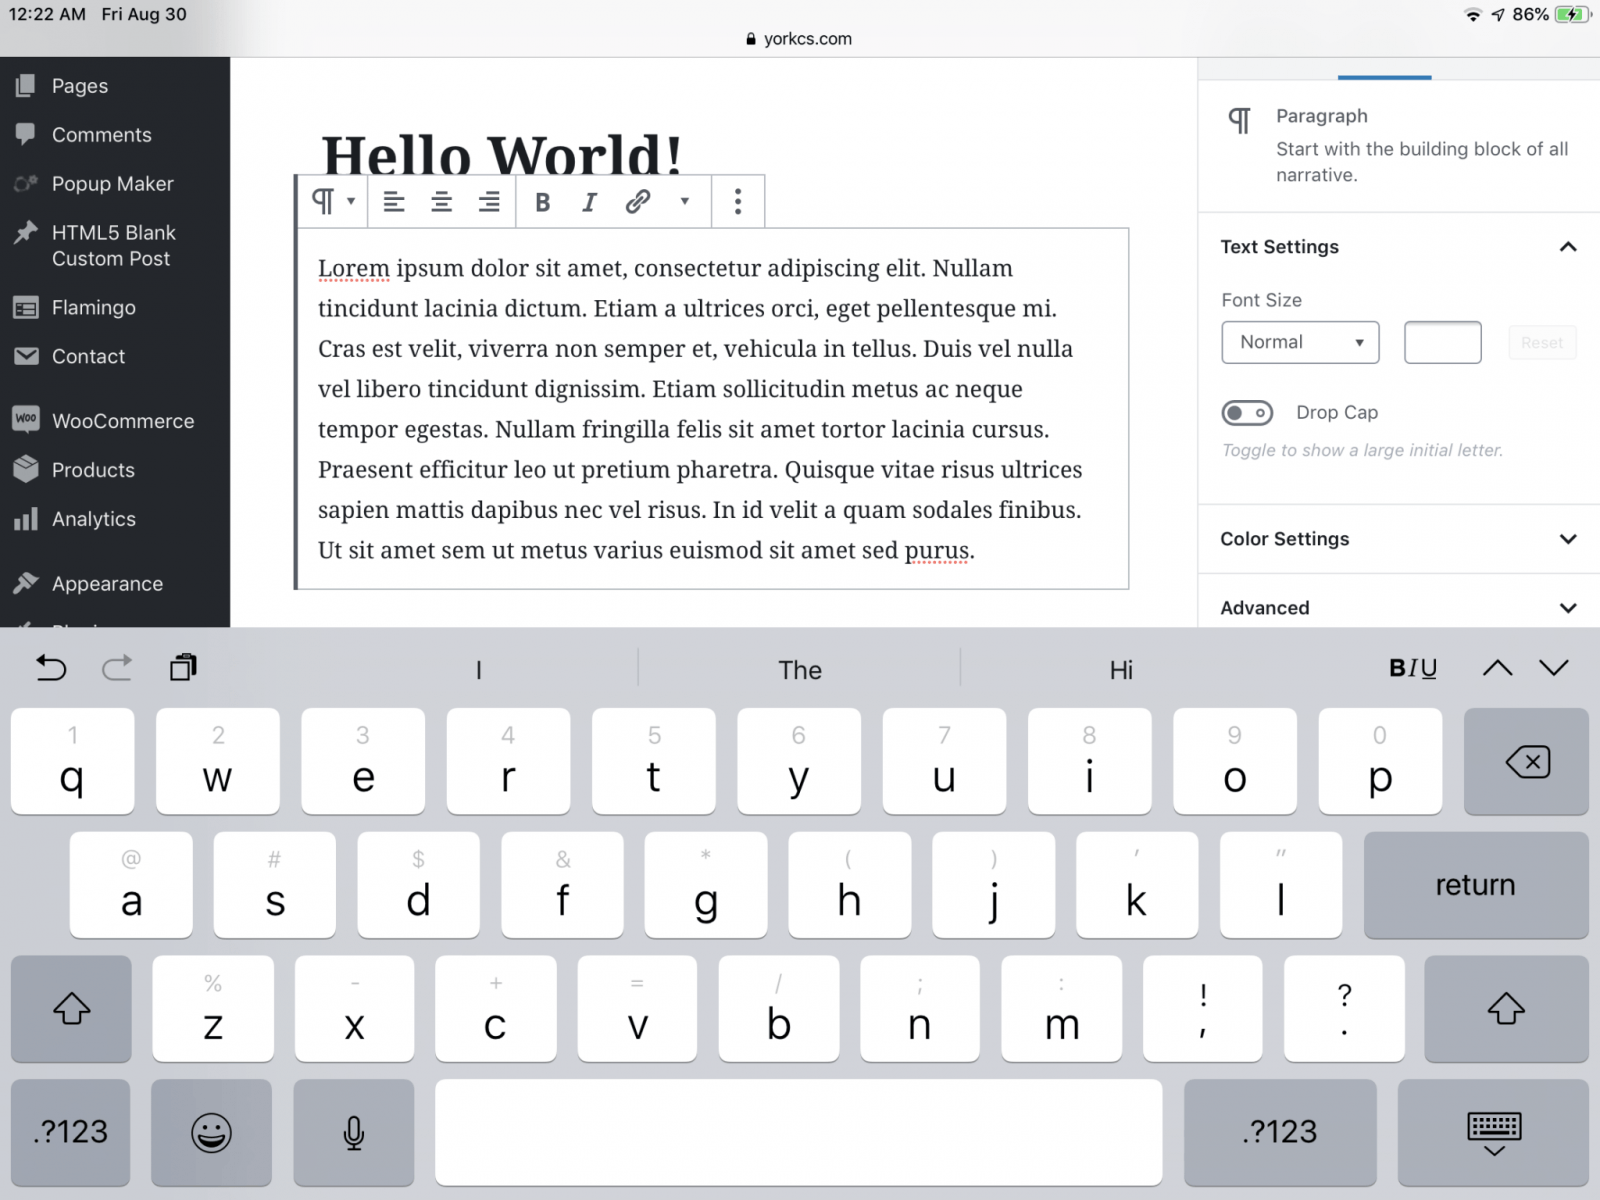 12:22 AM Fri Aug 30
86%
yorkcs.com
Pages
Comments
Popup Maker
HTML5 Blank
Custom Post
Flamingo
Contact
WOO
WooCommerce
Products
Analytics
Appearance
Hello World!
B I
Lorem ipsum dolor sit amet, consectetur adipiscing elit. Nullam
tincidunt lacinia dictum. Etiam a ultrices orci, eget pellentesque mi.
Cras est velit, viverra non semper et, vehicula in tellus. Duis vel nulla
vel libero tincidunt dignissim. Etiam sollicitudin metus ac neque
tempor egestas. Nullam fringilla felis sit amet tortor lacinia cursus.
Praesent efficitur leo ut pretium pharetra. Quisque vitae risus ultrices
sapien mattis dapibus nec vel risus. In id velit a quam sodales finibus.
Ut sit amet sem ut metus varius euismod sit amet sed purus.
Paragraph
Start with the building block of all
narrative.
Text Settings
Font Size
Normal
Reset
Drop Cap
Toggle to show a large initial letter.
Color Settings
Advanced
I The Hi BIU
1 2 3 4 5 6 7 8 9 0
q w e r t y u i o p
@ # $ & * ( ) ' "
a s d f g h j k l return
% - + = / ; : ! ?
z x c v b n m , .
.?123 .?123